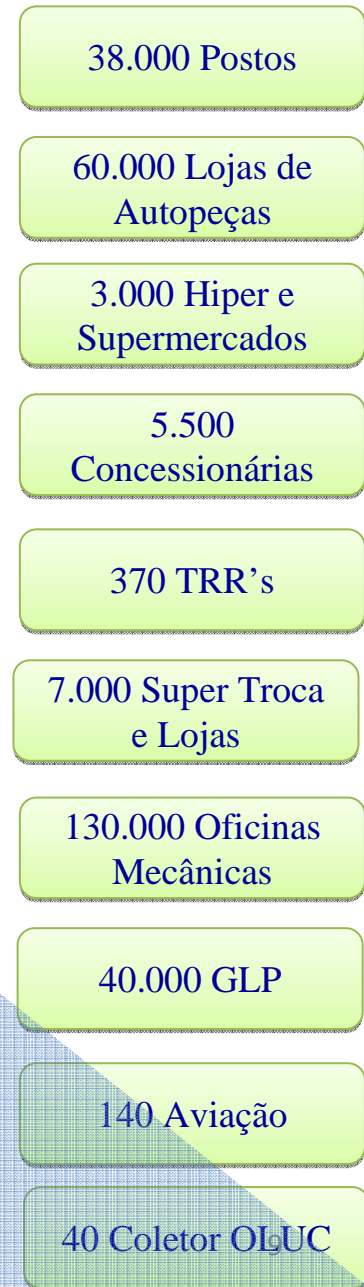 38.000 Postos
60.000 Lojas de
Autopeças
3.000 Hiper e
Supermercados
5.500
Concessionárias
370 TRR’s
7.000 Super Troca
e Lojas
130.000 Oficinas
Mecânicas
40.000 GLP
140 Aviação
40 Coletor OLUC
9